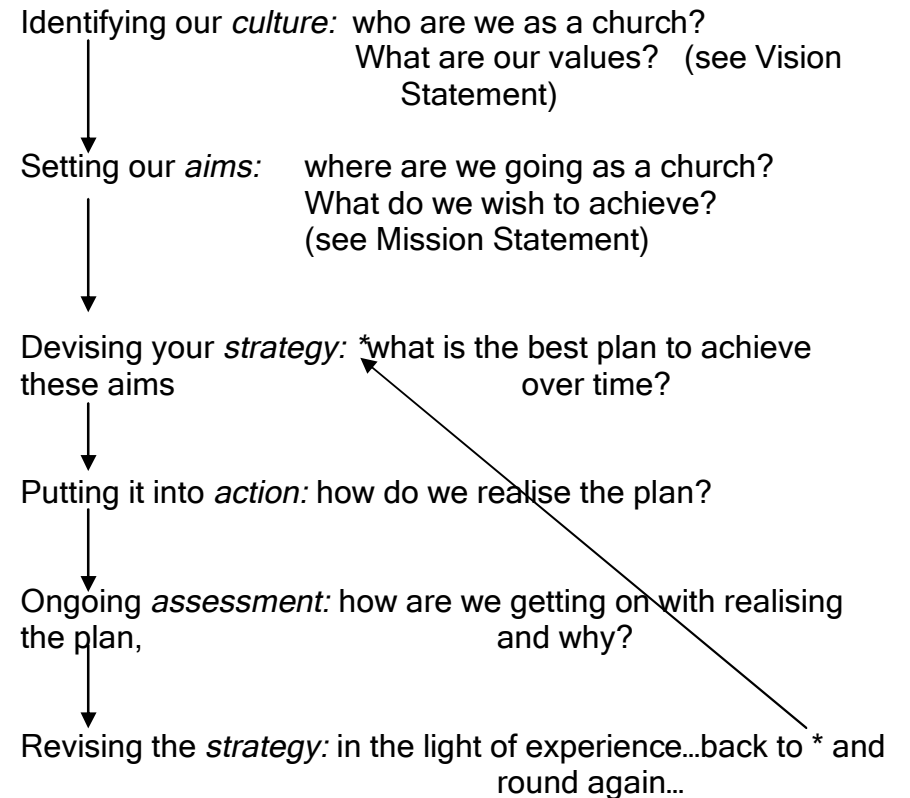 Identifying our culture: who are we as a church?
What are our values? (see Vision
Statement)
Setting our aims: where are we going as a church?
What do we wish to achieve?
(see Mission Statement)
Devising your strategy: *what is the best plan to achieve
these aims over time?
Putting it into action: how do we realise the plan?
Ongoing assessment: how are we getting on with realising
the plan, and why?
Revising the strategy: in the light of experience...back to * and
round again...